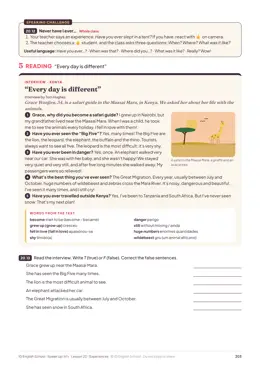 SPEAKING CHALLENGE
Never have I ever...
1. Your teacher says an experience. Have you ever slept in a tent? If you have, react with 👍 on camera.
2. The teacher chooses a student, and the class asks three questions: When? Where? What was it like?
Useful language: Have you ever...? · When was that? · Where did you...? · What was it like? · Really? Wow!
5 READING "Every day is different"
INTERVIEW · KENYA
"Every day is different"
Grace Wanjiru, 34, is a safari guide in the Maasai Mara, in Kenya. We asked her about her life with the
animals.
Grace, why did you become a safari guide? I grew up in Nairobi, but
my grandfather lived near the Maasai Mara. When I was a child, he took
me to see the animals every holiday. I fell in love with them!
Have you ever seen the "Big Five"? Yes, many times! The Big Five are
the lion, the leopard, the elephant, the buffalo and the rhino. Tourists
always want to see all five. The leopard is the most difficult: it's very shy.
Have you ever been in danger? Yes, once. An elephant walked very
near our car. She was with her baby, and she wasn't happy! We stayed
very quiet and very still, and after five long minutes she walked away. My
passengers were so relieved!
What's the best thing you've ever seen? The Great Migration. Every year, usually between July and
October, huge numbers of wildebeest and zebras cross the Mara River. It's noisy, dangerous and beautiful.
I've seen it many times, and I still cry!
Have you ever travelled outside Kenya? Yes, I've been to Tanzania and South Africa. But I've never seen
snow. That's my next plan!
WORDS FROM THE TEXT
Read the interview. Write T (true) or F (false). Correct the false sentences.
Grace grew up near the Maasai Mara.
She has seen the Big Five many times.
The lion is the most difficult animal to see.
An elephant attacked her car.
The Great Migration is usually between July and October.
She has seen snow in South Africa.